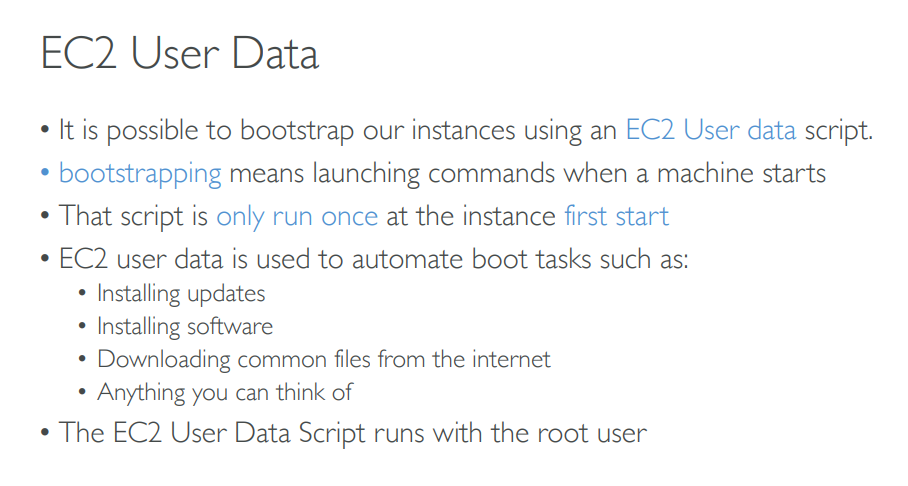 EC2 User Data
• It is possible to bootstrap our instances using an EC2 User data script.
• bootstrapping means launching commands when a machine starts
• That script is only run once at the instance first start
• EC2 user data is used to automate boot tasks such as:
• Installing updates
• Installing software
• Downloading common files from the internet
• Anything you can think of
• The EC2 User Data Script runs with the root user